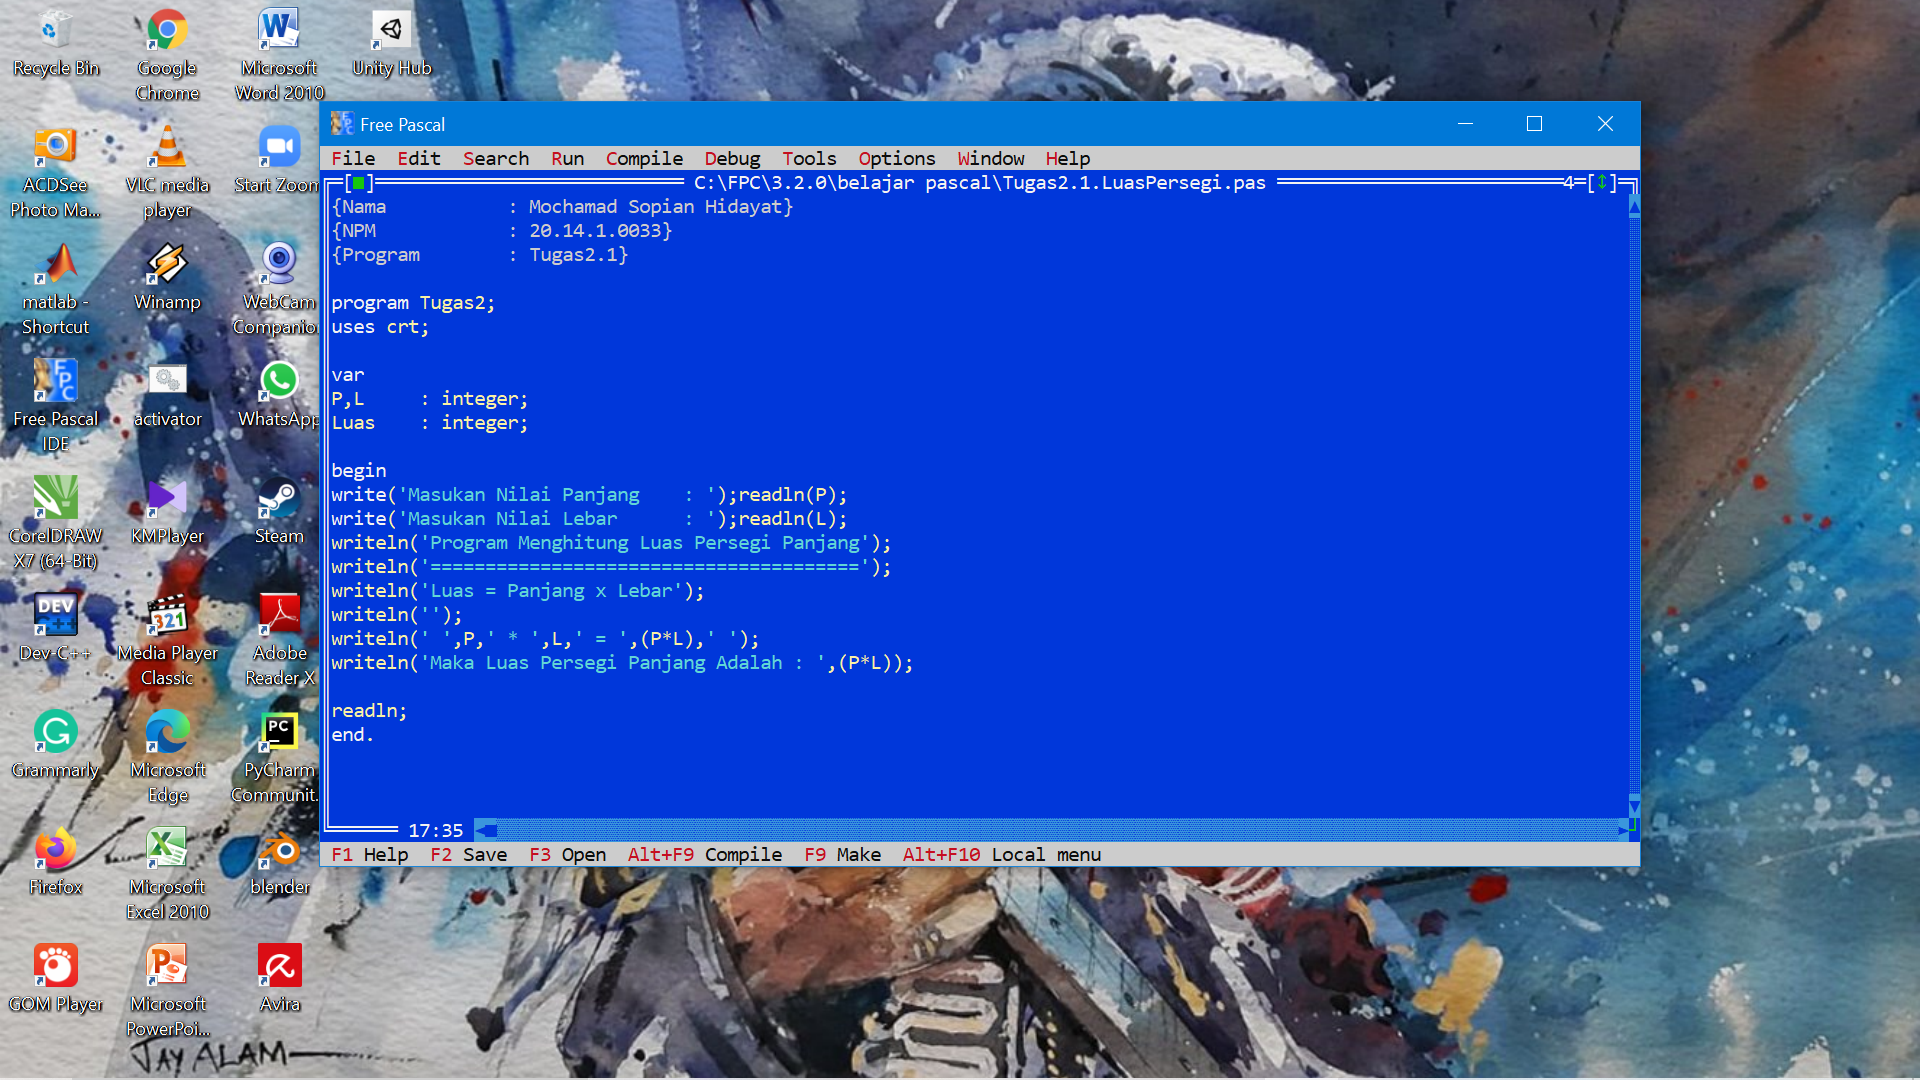 Recycle Bin
Google Chrome
Microsoft Word 2010
Unity Hub
ACDSee Photo Ma...
VLC media player
Start Zoom
matlab - Shortcut
Winamp
WebCam Companio
Free Pascal IDE
activator
WhatsApp
CorelDRAW X7 (64-Bit)
KMPlayer
Steam
DEV C++
Dev-C++
321
Media Player Classic
Adobe Reader X
Grammarly
Microsoft Edge
PC
PyCharm Communit...
Firefox
Microsoft Excel 2010
blender
GOM Player
Microsoft PowerPoi...
Avira
Free Pascal
File Edit Search Run Compile Debug Tools Options Window Help
C:\FPC\3.2.0\belajar pascal\Tugas2.1.LuasPersegi.pas 4=[↕]
{Nama           : Mochamad Sopian Hidayat}
{NPM            : 20.14.1.0033}
{Program        : Tugas2.1}
program Tugas2;
uses crt;
var
P,L     : integer;
Luas    : integer;
begin
write('Masukan Nilai Panjang    : ');readln(P);
write('Masukan Nilai Lebar      : ');readln(L);
writeln('Program Menghitung Luas Persegi Panjang');
writeln('=======================================');
writeln('Luas = Panjang x Lebar');
writeln('');
writeln(' ',P,' * ',L,' = ',(P*L),' ');
writeln('Maka Luas Persegi Panjang Adalah : ',(P*L));
readln;
end.
17:35
F1 Help F2 Save F3 Open Alt+F9 Compile F9 Make Alt+F10 Local menu
JAY ALAM